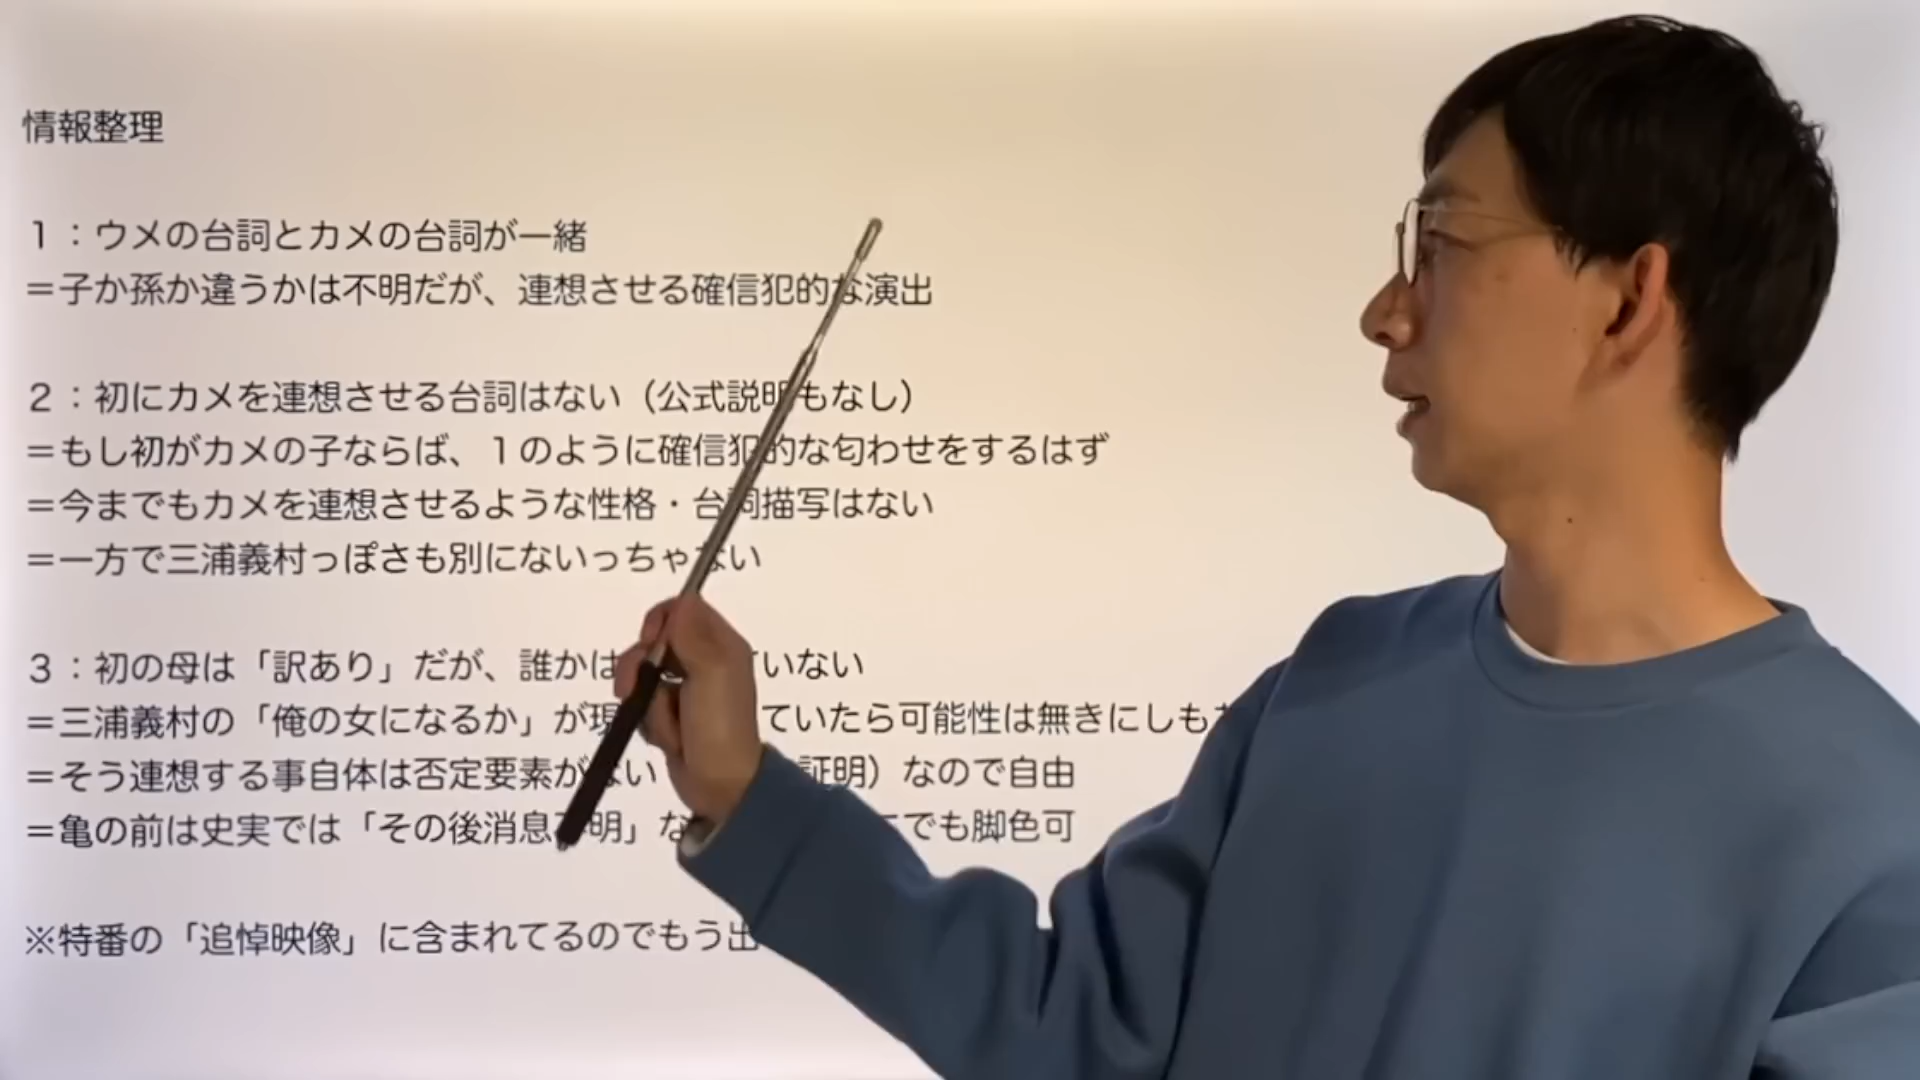 情報整理
１：ウメの台詞とカメの台詞が一緒
＝子か孫か違うかは不明だが、連想させる確信犯的な演出
２：初にカメを連想させる台詞はない（公式説明もなし）
＝もし初がカメの子ならば、１のように確信犯的な匂わせをするはず
＝今までもカメを連想させるような性格・台詞描写はない
＝一方で三浦義村っぽさも別にないっちゃない
３：初の母は「訳あり」だが、誰かは いない
＝三浦義村の「俺の女になるか」が現 ていたら可能性は無きにしも
＝そう連想する事自体は否定要素がない 証明）なので自由
＝亀の前は史実では「その後消息不明」な でも脚色可
※特番の「追悼映像」に含まれてるのでもう出